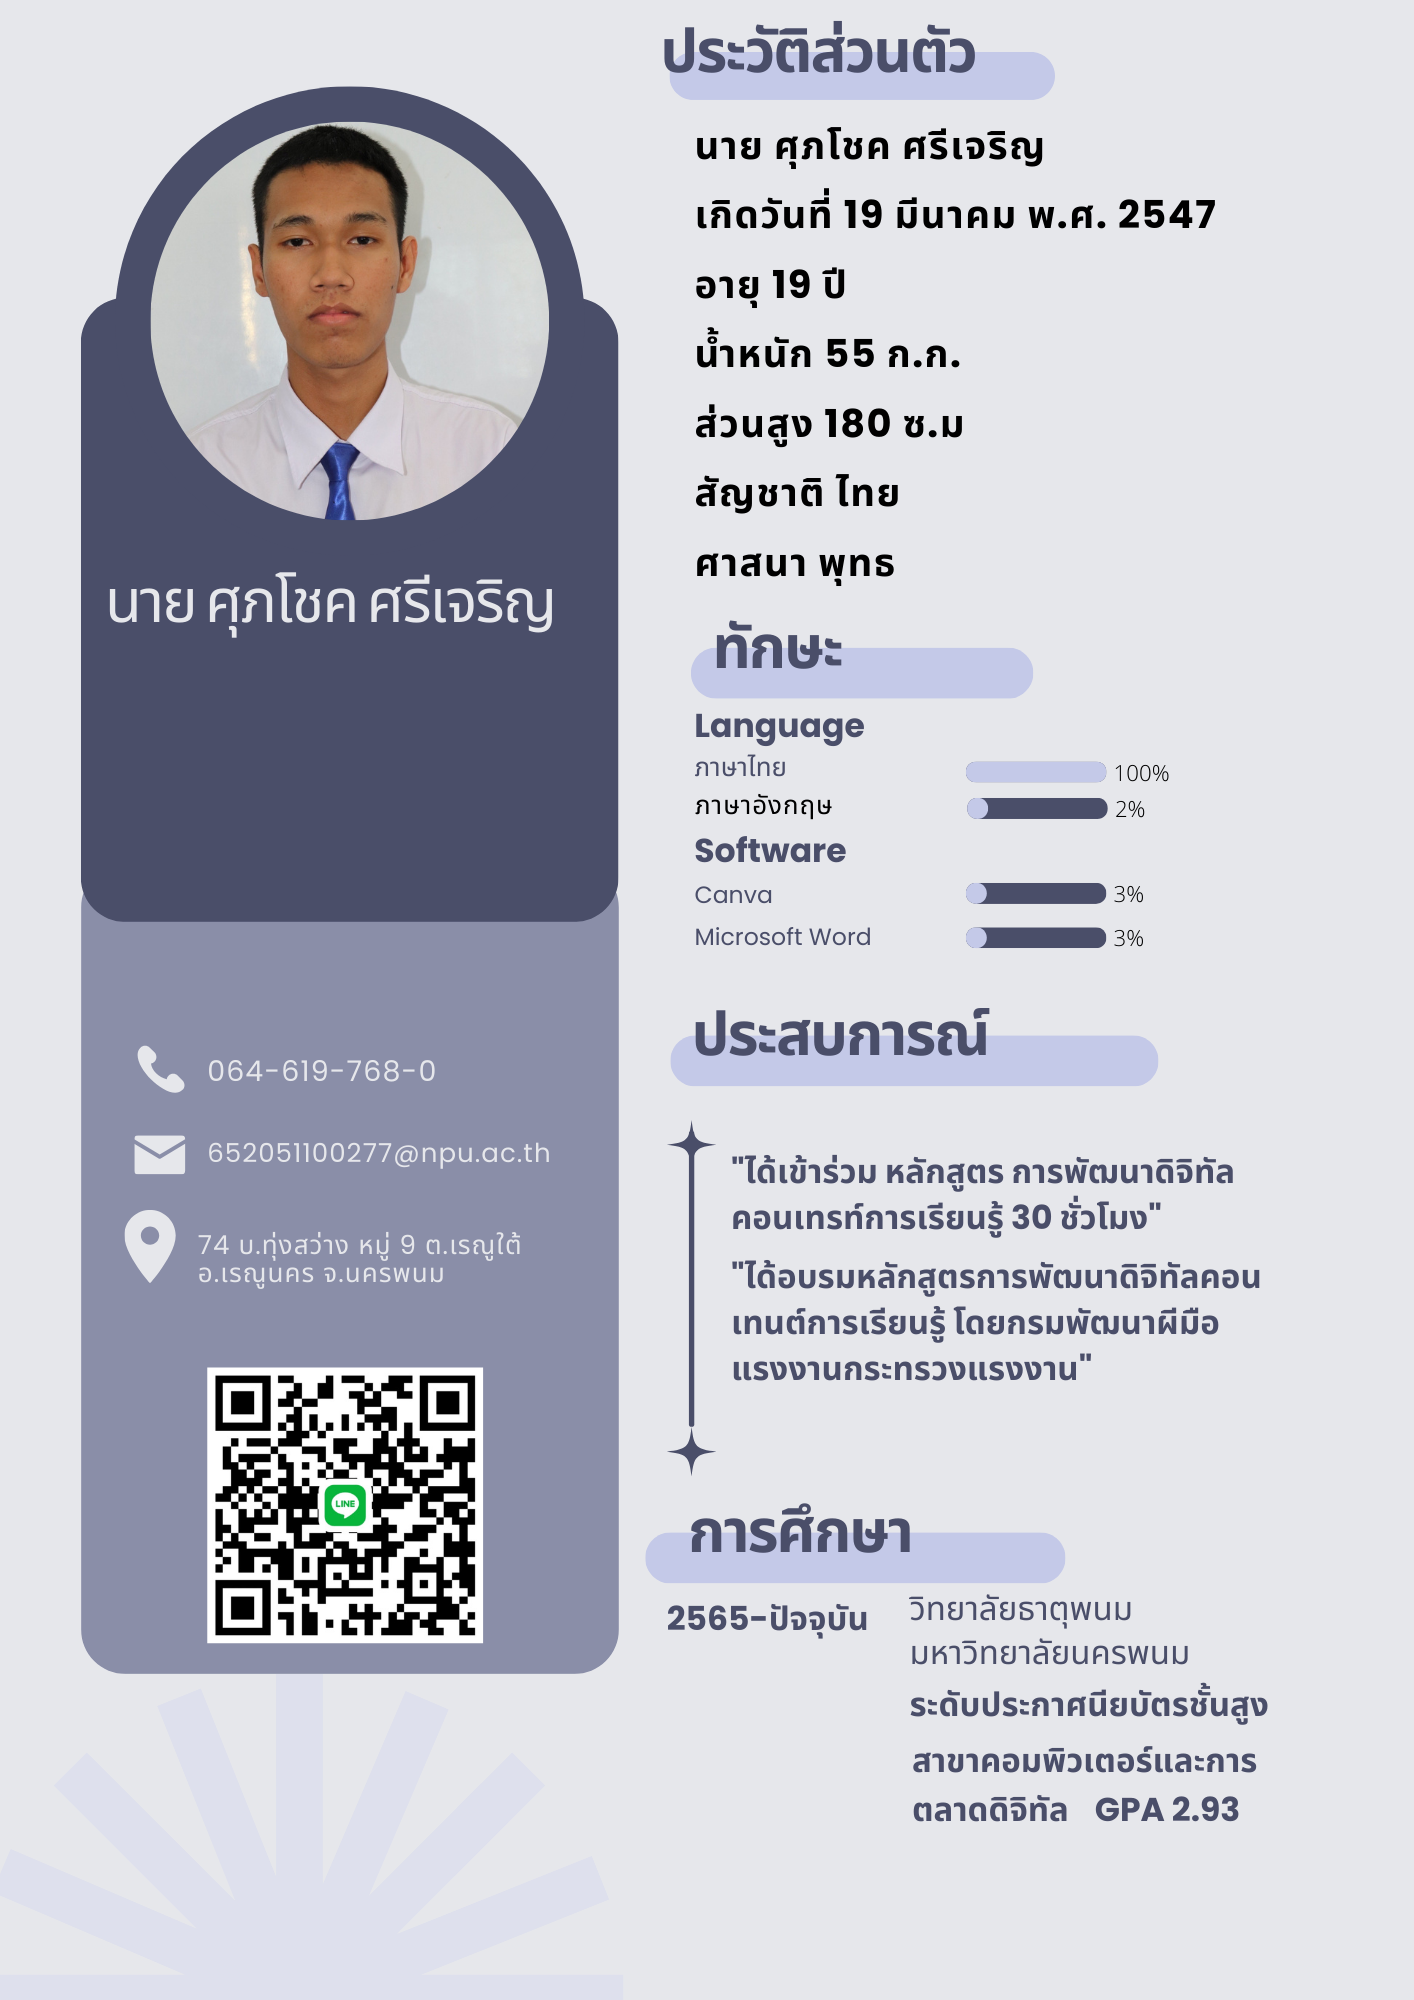 นาย ศุภโชค ศรีเจริญ
064-619-768-0
652051100277@npu.ac.th
74 บ.ทุ่งสว่าง หมู่ 9 ต.เรณูใต้
อ.เรณูนคร จ.นครพนม
LINE
ประวัติส่วนตัว
นาย ศุภโชค ศรีเจริญ
เกิดวันที่ 19 มีนาคม พ.ศ. 2547
อายุ 19 ปี
น้ำหนัก 55 ก.ก.
ส่วนสูง 180 ซ.ม
สัญชาติ ไทย
ศาสนา พุทธ
ทักษะ
Language
ภาษาไทย 100%
ภาษาอังกฤษ 2%
Software
Canva 3%
Microsoft Word 3%
ประสบการณ์
"ได้เข้าร่วม หลักสูตร การพัฒนาดิจิทัล
คอนเทรท์การเรียนรู้ 30 ชั่วโมง"
"ได้อบรมหลักสูตรการพัฒนาดิจิทัลคอน
เทนต์การเรียนรู้ โดยกรมพัฒนาผีมือ
แรงงานกระทรวงแรงงาน"
การศึกษา
2565-ปัจจุบัน วิทยาลัยธาตุพนม
มหาวิทยาลัยนครพนม
ระดับประกาศนียบัตรชั้นสูง
สาขาคอมพิวเตอร์และการ
ตลาดดิจิทัล GPA 2.93